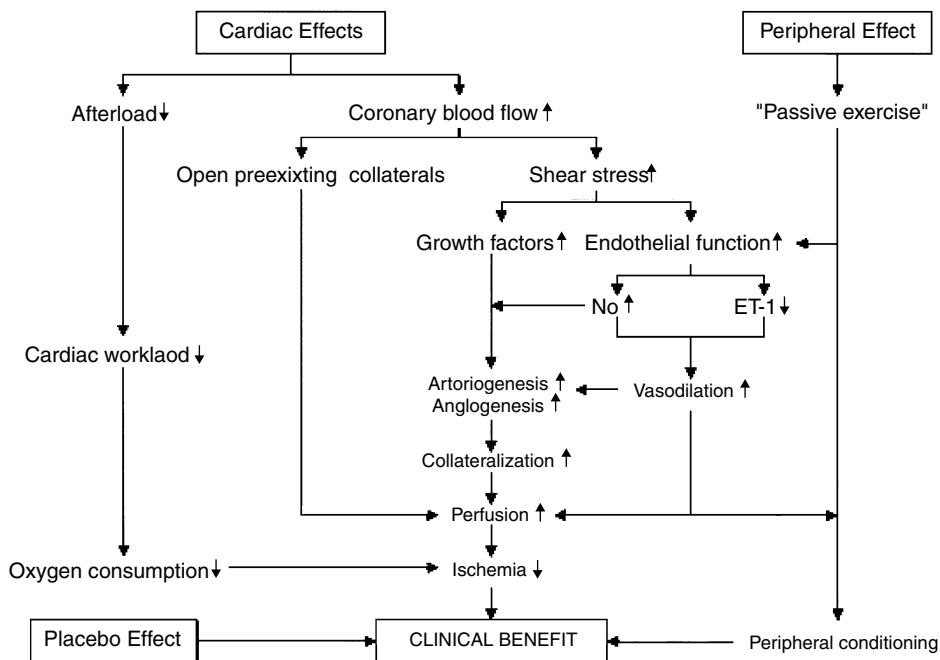 Cardiac Effects
Peripheral Effect
Afterload ↓
Coronary blood flow ↑
"Passive exercise"
Open preexixting collaterals
Shear stress ↑
Growth factors ↑
Endothelial function ↑
No ↑
ET-1 ↓
Cardiac worklaod ↓
Artoriogenesis ↑
Anglogenesis ↑
Vasodilation ↑
Collateralization ↑
Perfusion ↑
Oxygen consumption ↓
Ischemia ↓
Placebo Effect
CLINICAL BENEFIT
Peripheral conditioning